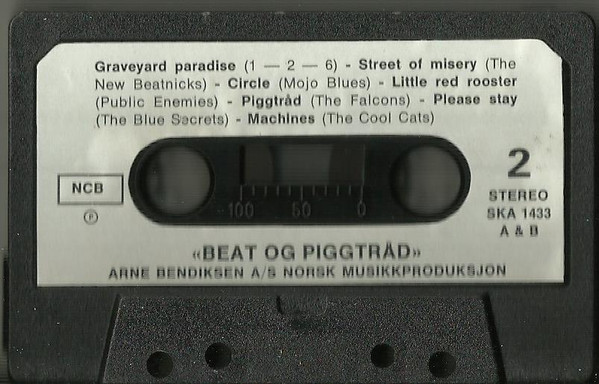 Graveyard paradise (1 — 2 — 6) - Street of misery (The
New Beatnicks) - Circle (Mojo Blues) - Little red rooster
(Public Enemies) - Piggtråd (The Falcons) - Please stay
(The Blue Secrets) - Machines (The Cool Cats)
2
NCB
STEREO
Ⓟ
SKA 1433
100 50 0
A & B
«BEAT OG PIGGTRÅD»
ARNE BENDIKSEN A/S NORSK MUSIKKPRODUKSJON